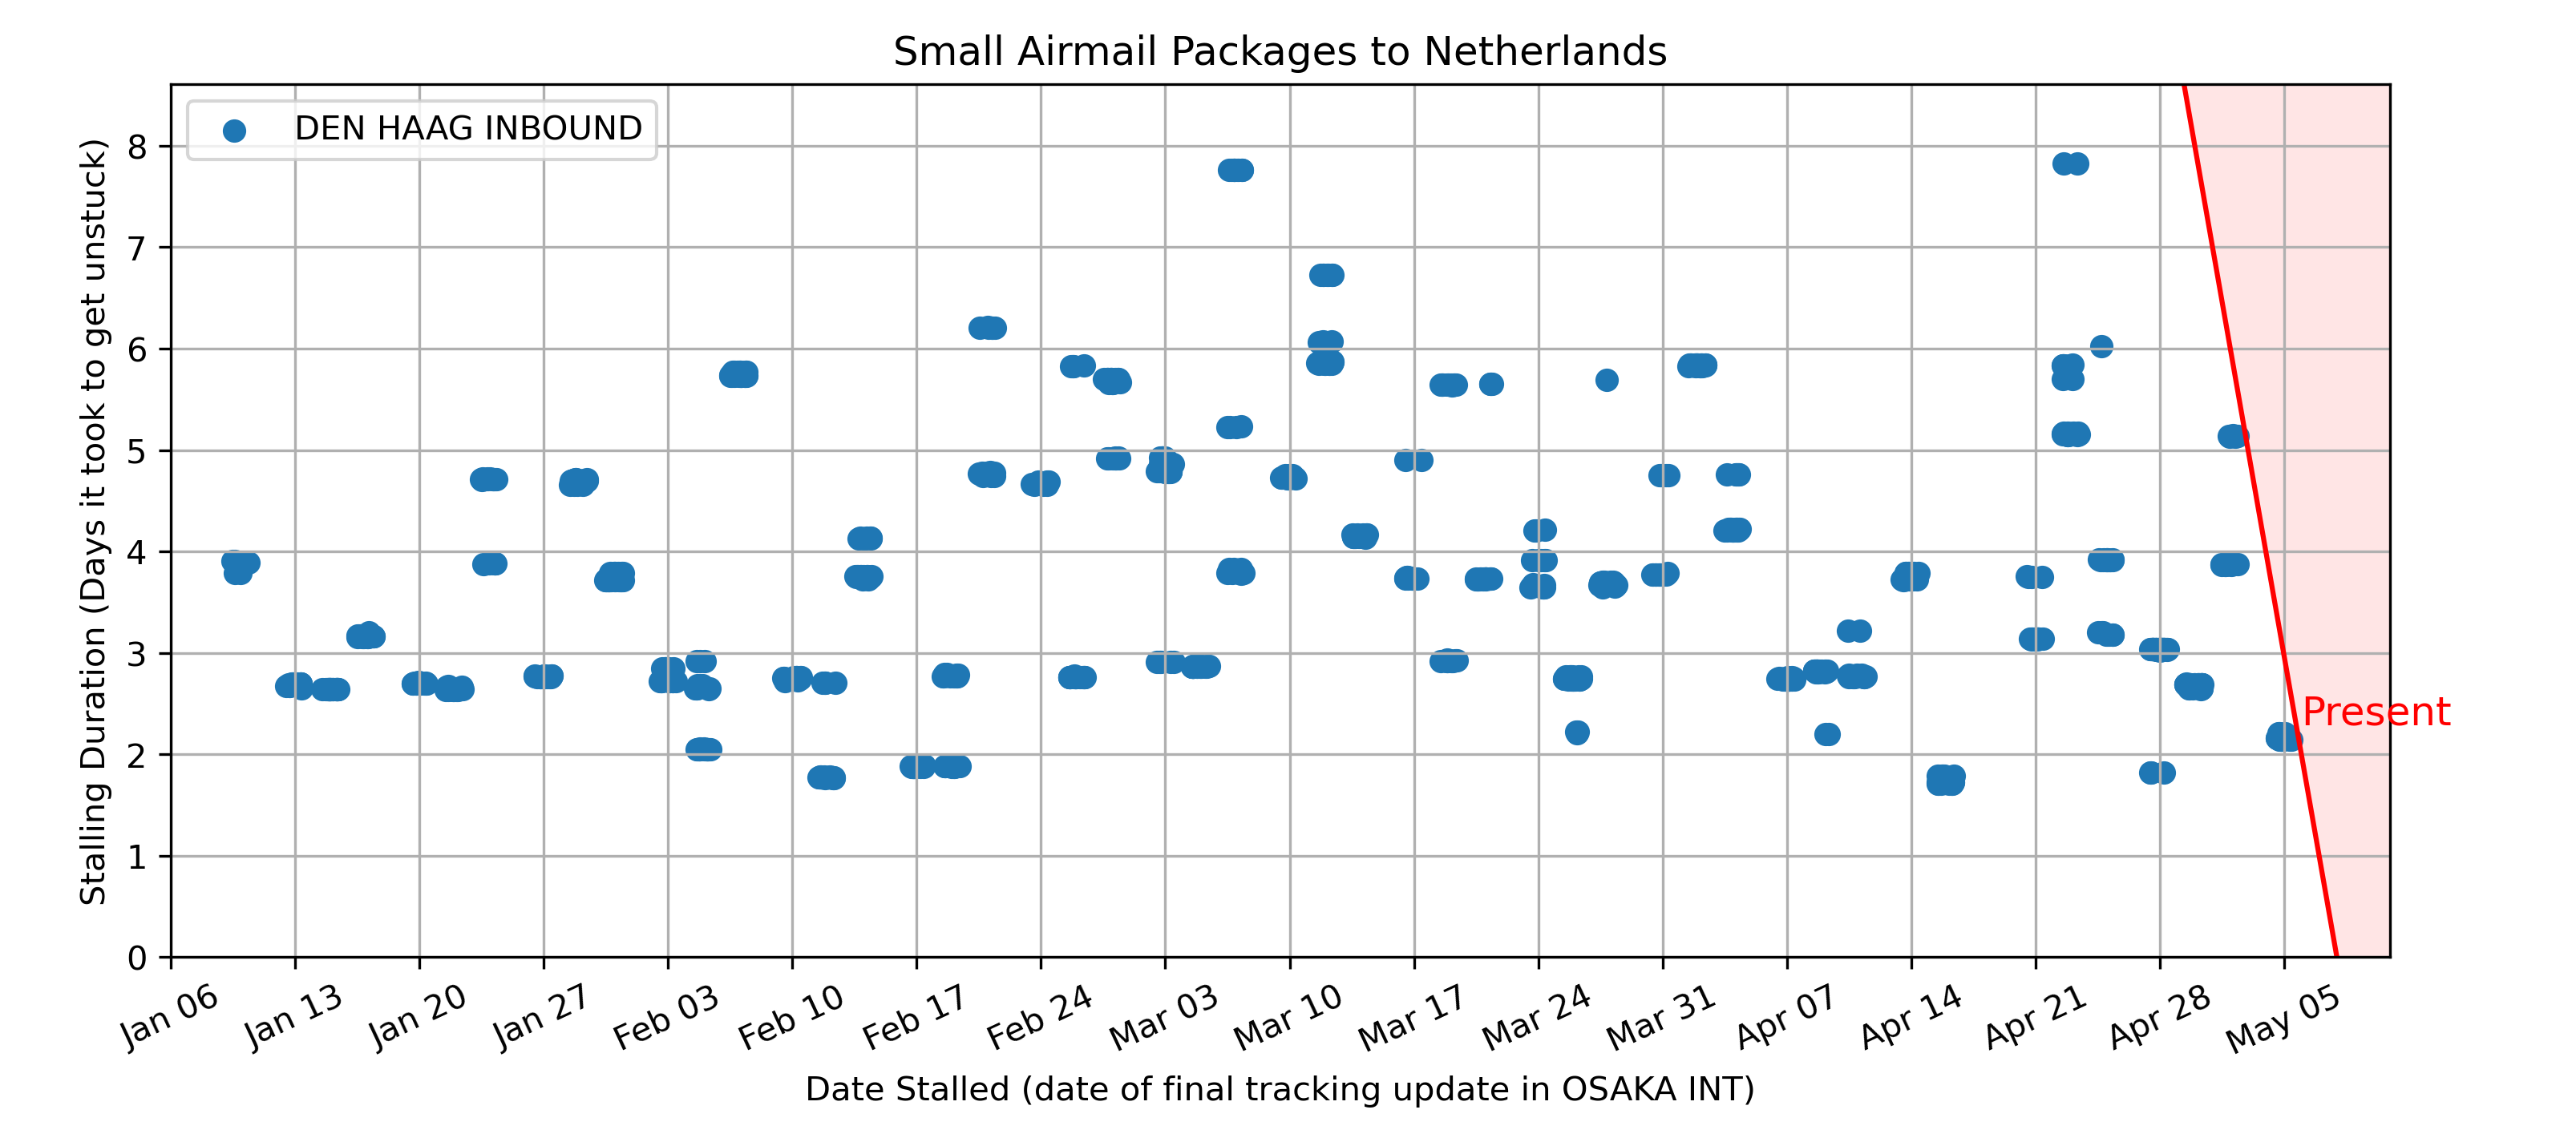 Small Airmail Packages to Netherlands
DEN HAAG INBOUND
Stalling Duration (Days it took to get unstuck)
8
7
6
5
4
3
2
1
0
Present
Jan 06
Jan 13
Jan 20
Jan 27
Feb 03
Feb 10
Feb 17
Feb 24
Mar 03
Mar 10
Mar 17
Mar 24
Mar 31
Apr 07
Apr 14
Apr 21
Apr 28
May 05
Date Stalled (date of final tracking update in OSAKA INT)